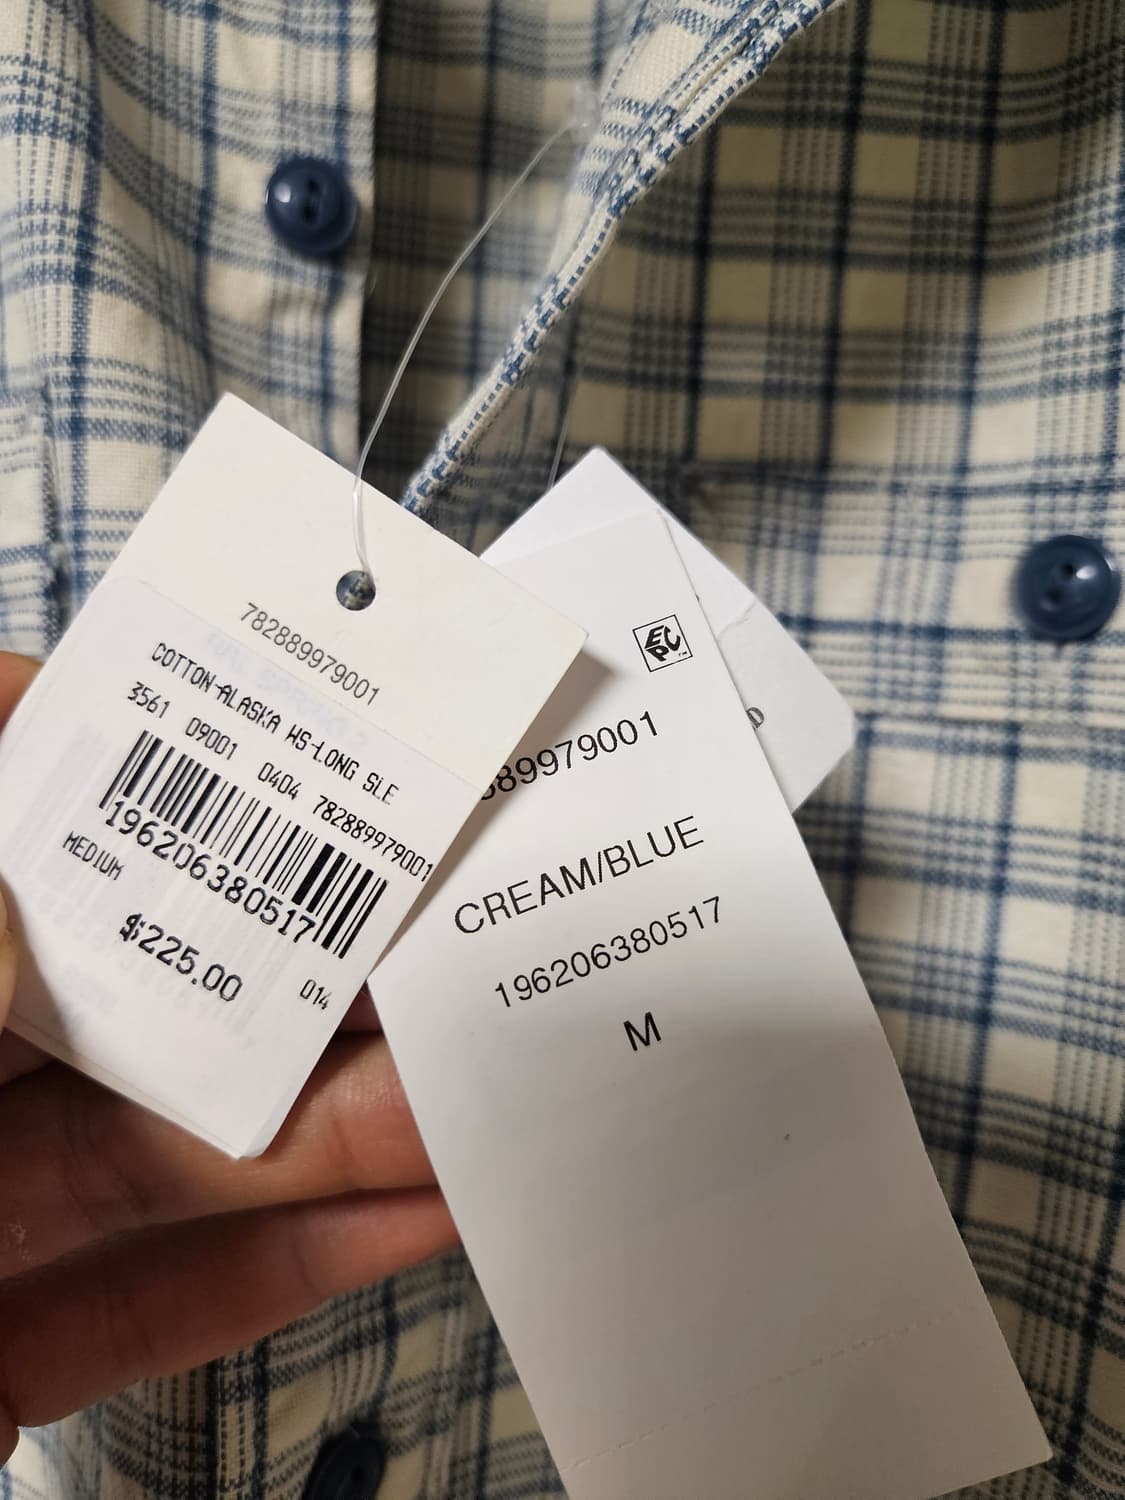 782889979001
COTTON-ALASKA WS-LONG SLE
3561 09001 0404 782889979001
196206380517
MEDIUM
$225.00
014
EPC™
89979001
CREAM/BLUE
196206380517
M
D